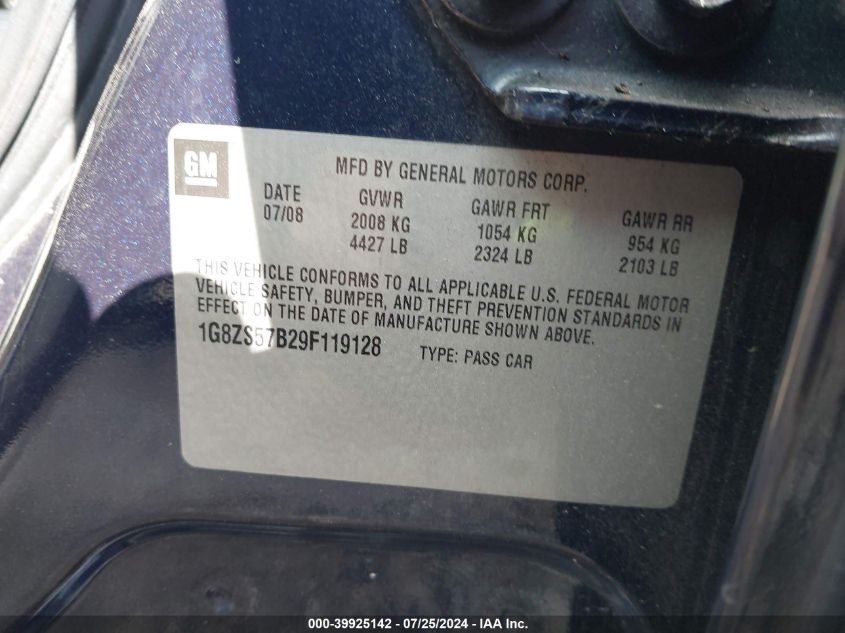 GM
MFD BY GENERAL MOTORS CORP.
DATE GVWR GAWR FRT GAWR RR
07/08 2008 KG 1054 KG 954 KG
4427 LB 2324 LB 2103 LB
THIS VEHICLE CONFORMS TO ALL APPLICABLE U.S. FEDERAL MOTOR
VEHICLE SAFETY, BUMPER, AND THEFT PREVENTION STANDARDS IN
EFFECT ON THE DATE OF MANUFACTURE SHOWN ABOVE.
1G8ZS57B29F119128 TYPE: PASS CAR
000-39925142 - 07/25/2024 - IAA Inc.